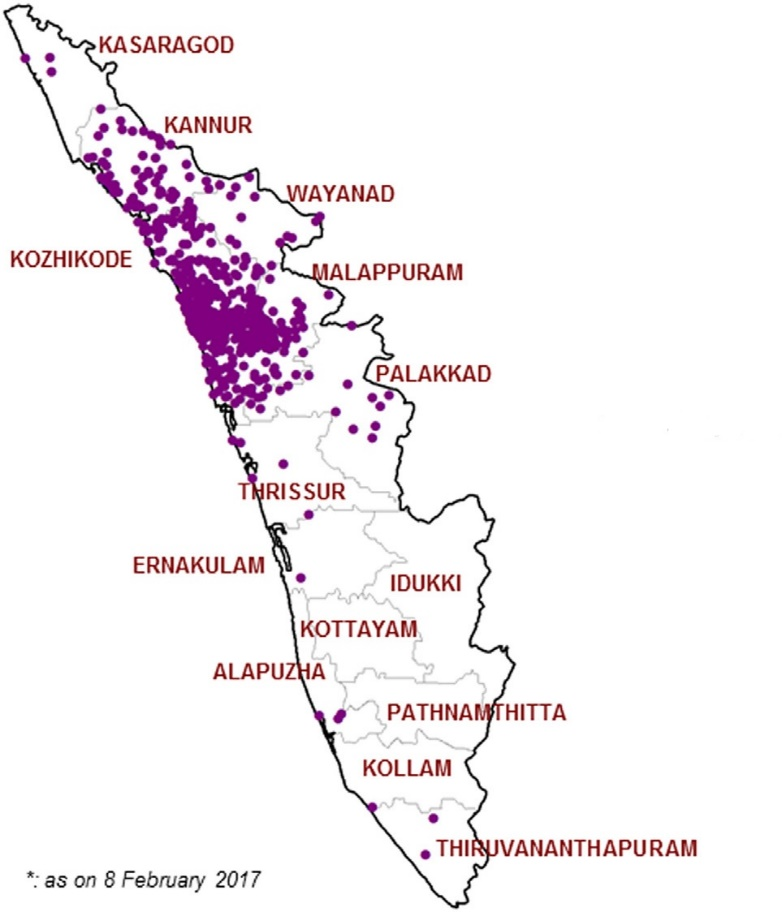 KASARAGOD
KANNUR
WAYANAD
KOZHIKODE
MALAPPURAM
PALAKKAD
THRISSUR
ERNAKULAM
IDUKKI
KOTTAYAM
ALAPUZHA
PATHNAMTHITTA
KOLLAM
THIRUVANANTHAPURAM
*: as on 8 February 2017